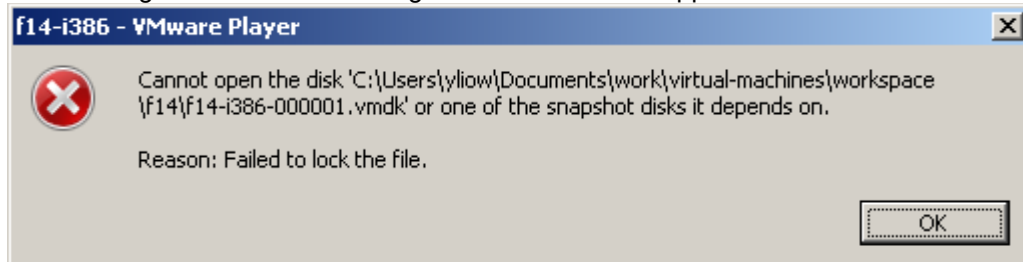 f14-i386 - VMware Player
Cannot open the disk 'C:\Users\yliow\Documents\work\virtual-machines\workspace
\f14\f14-i386-000001.vmdk' or one of the snapshot disks it depends on.
Reason: Failed to lock the file.
OK